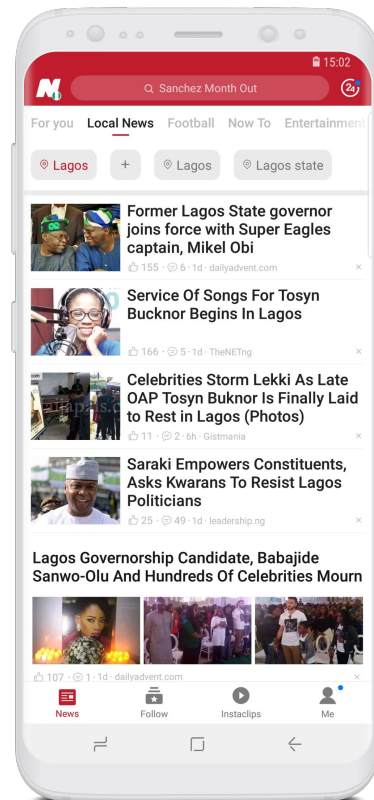 15:02
N
Sanchez Month Out
24
For you Local News Football Now To Entertainment
Lagos + Lagos Lagos state
Former Lagos State governor
joins force with Super Eagles
captain, Mikel Obi
155 · 6 · 1d · dailyadvent.com ×
Service Of Songs For Tosyn
Bucknor Begins In Lagos
166 · 5 · 1d · TheNETng ×
Celebrities Storm Lekki As Late
OAP Tosyn Buknor Is Finally Laid
to Rest in Lagos (Photos)
11 · 2 · 6h · Gistmania ×
Saraki Empowers Constituents,
Asks Kwarans To Resist Lagos
Politicians
25 · 49 · 1d · leadership.ng ×
Lagos Governorship Candidate, Babajide
Sanwo-Olu And Hundreds Of Celebrities Mourn
107 · 1 · 1d · dailyadvent.com ×
News Follow Instaclips Me